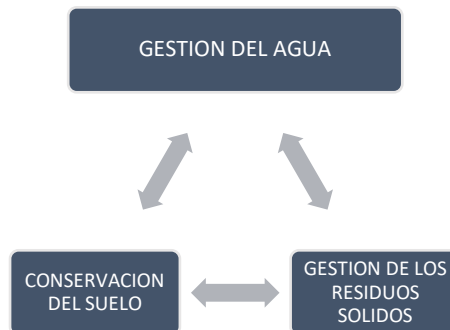 GESTION DEL AGUA
CONSERVACION
DEL SUELO
GESTION DE LOS
RESIDUOS
SOLIDOS